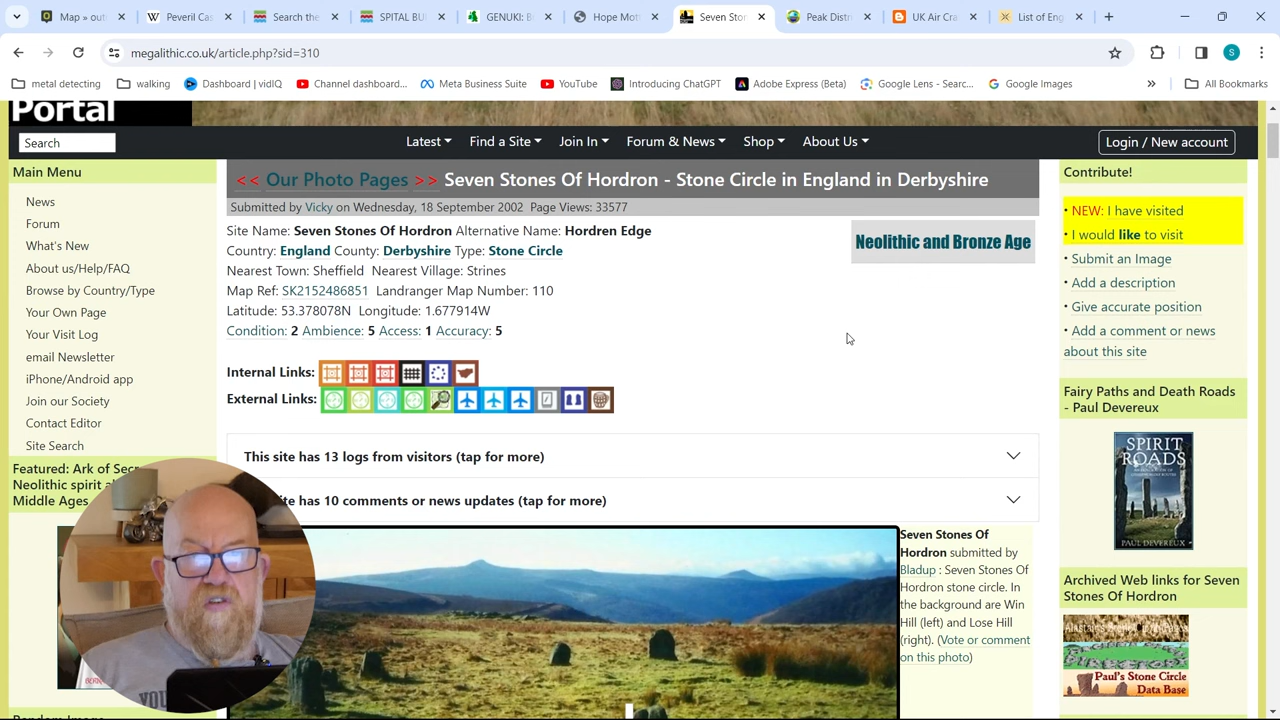 Map » out
Peveril Cas
Search the
SPITAL BU
GENUKI: B
Hope Mot
Seven Ston
Peak Distr
UK Air Cr
List of Eng
megalithic.co.uk/article.php?sid=310
S
metal detecting
walking
Dashboard | vidIQ
Channel dashboard...
Meta Business Suite
YouTube
Introducing ChatGPT
Adobe Express (Beta)
Google Lens - Searc...
Google Images
All Bookmarks
Portal
Search
Latest
Find a Site
Join In
Forum & News
Shop
About Us
Login / New account
Main Menu
News
Forum
What's New
About us/Help/FAQ
Browse by Country/Type
Your Own Page
Your Visit Log
email Newsletter
iPhone/Android app
Join our Society
Contact Editor
Site Search
Featured: Ark of Sec
Neolithic spirit a
Middle Ages
<< Our Photo Pages >> Seven Stones Of Hordron - Stone Circle in England in Derbyshire
Submitted by Vicky on Wednesday, 18 September 2002 Page Views: 33577
Site Name: Seven Stones Of Hordron Alternative Name: Hordren Edge
Country: England County: Derbyshire Type: Stone Circle
Nearest Town: Sheffield Nearest Village: Strines
Map Ref: SK2152486851 Landranger Map Number: 110
Latitude: 53.378078N Longitude: 1.677914W
Condition: 2 Ambience: 5 Access: 1 Accuracy: 5
Neolithic and Bronze Age
Internal Links:
External Links:
This site has 13 logs from visitors (tap for more)
ite has 10 comments or news updates (tap for more)
Seven Stones Of
Hordron submitted by
Bladup : Seven Stones Of
Hordron stone circle. In
the background are Win
Hill (left) and Lose Hill
(right). (Vote or comment
on this photo)
Contribute!
• NEW: I have visited
• I would like to visit
• Submit an Image
• Add a description
• Give accurate position
• Add a comment or news
about this site
Fairy Paths and Death Roads
- Paul Devereux
SPIRIT
ROADS
PAUL DEVEREUX
Archived Web links for Seven
Stones Of Hordron
Paul's Stone Circle
Data Base
YOU
Random Image